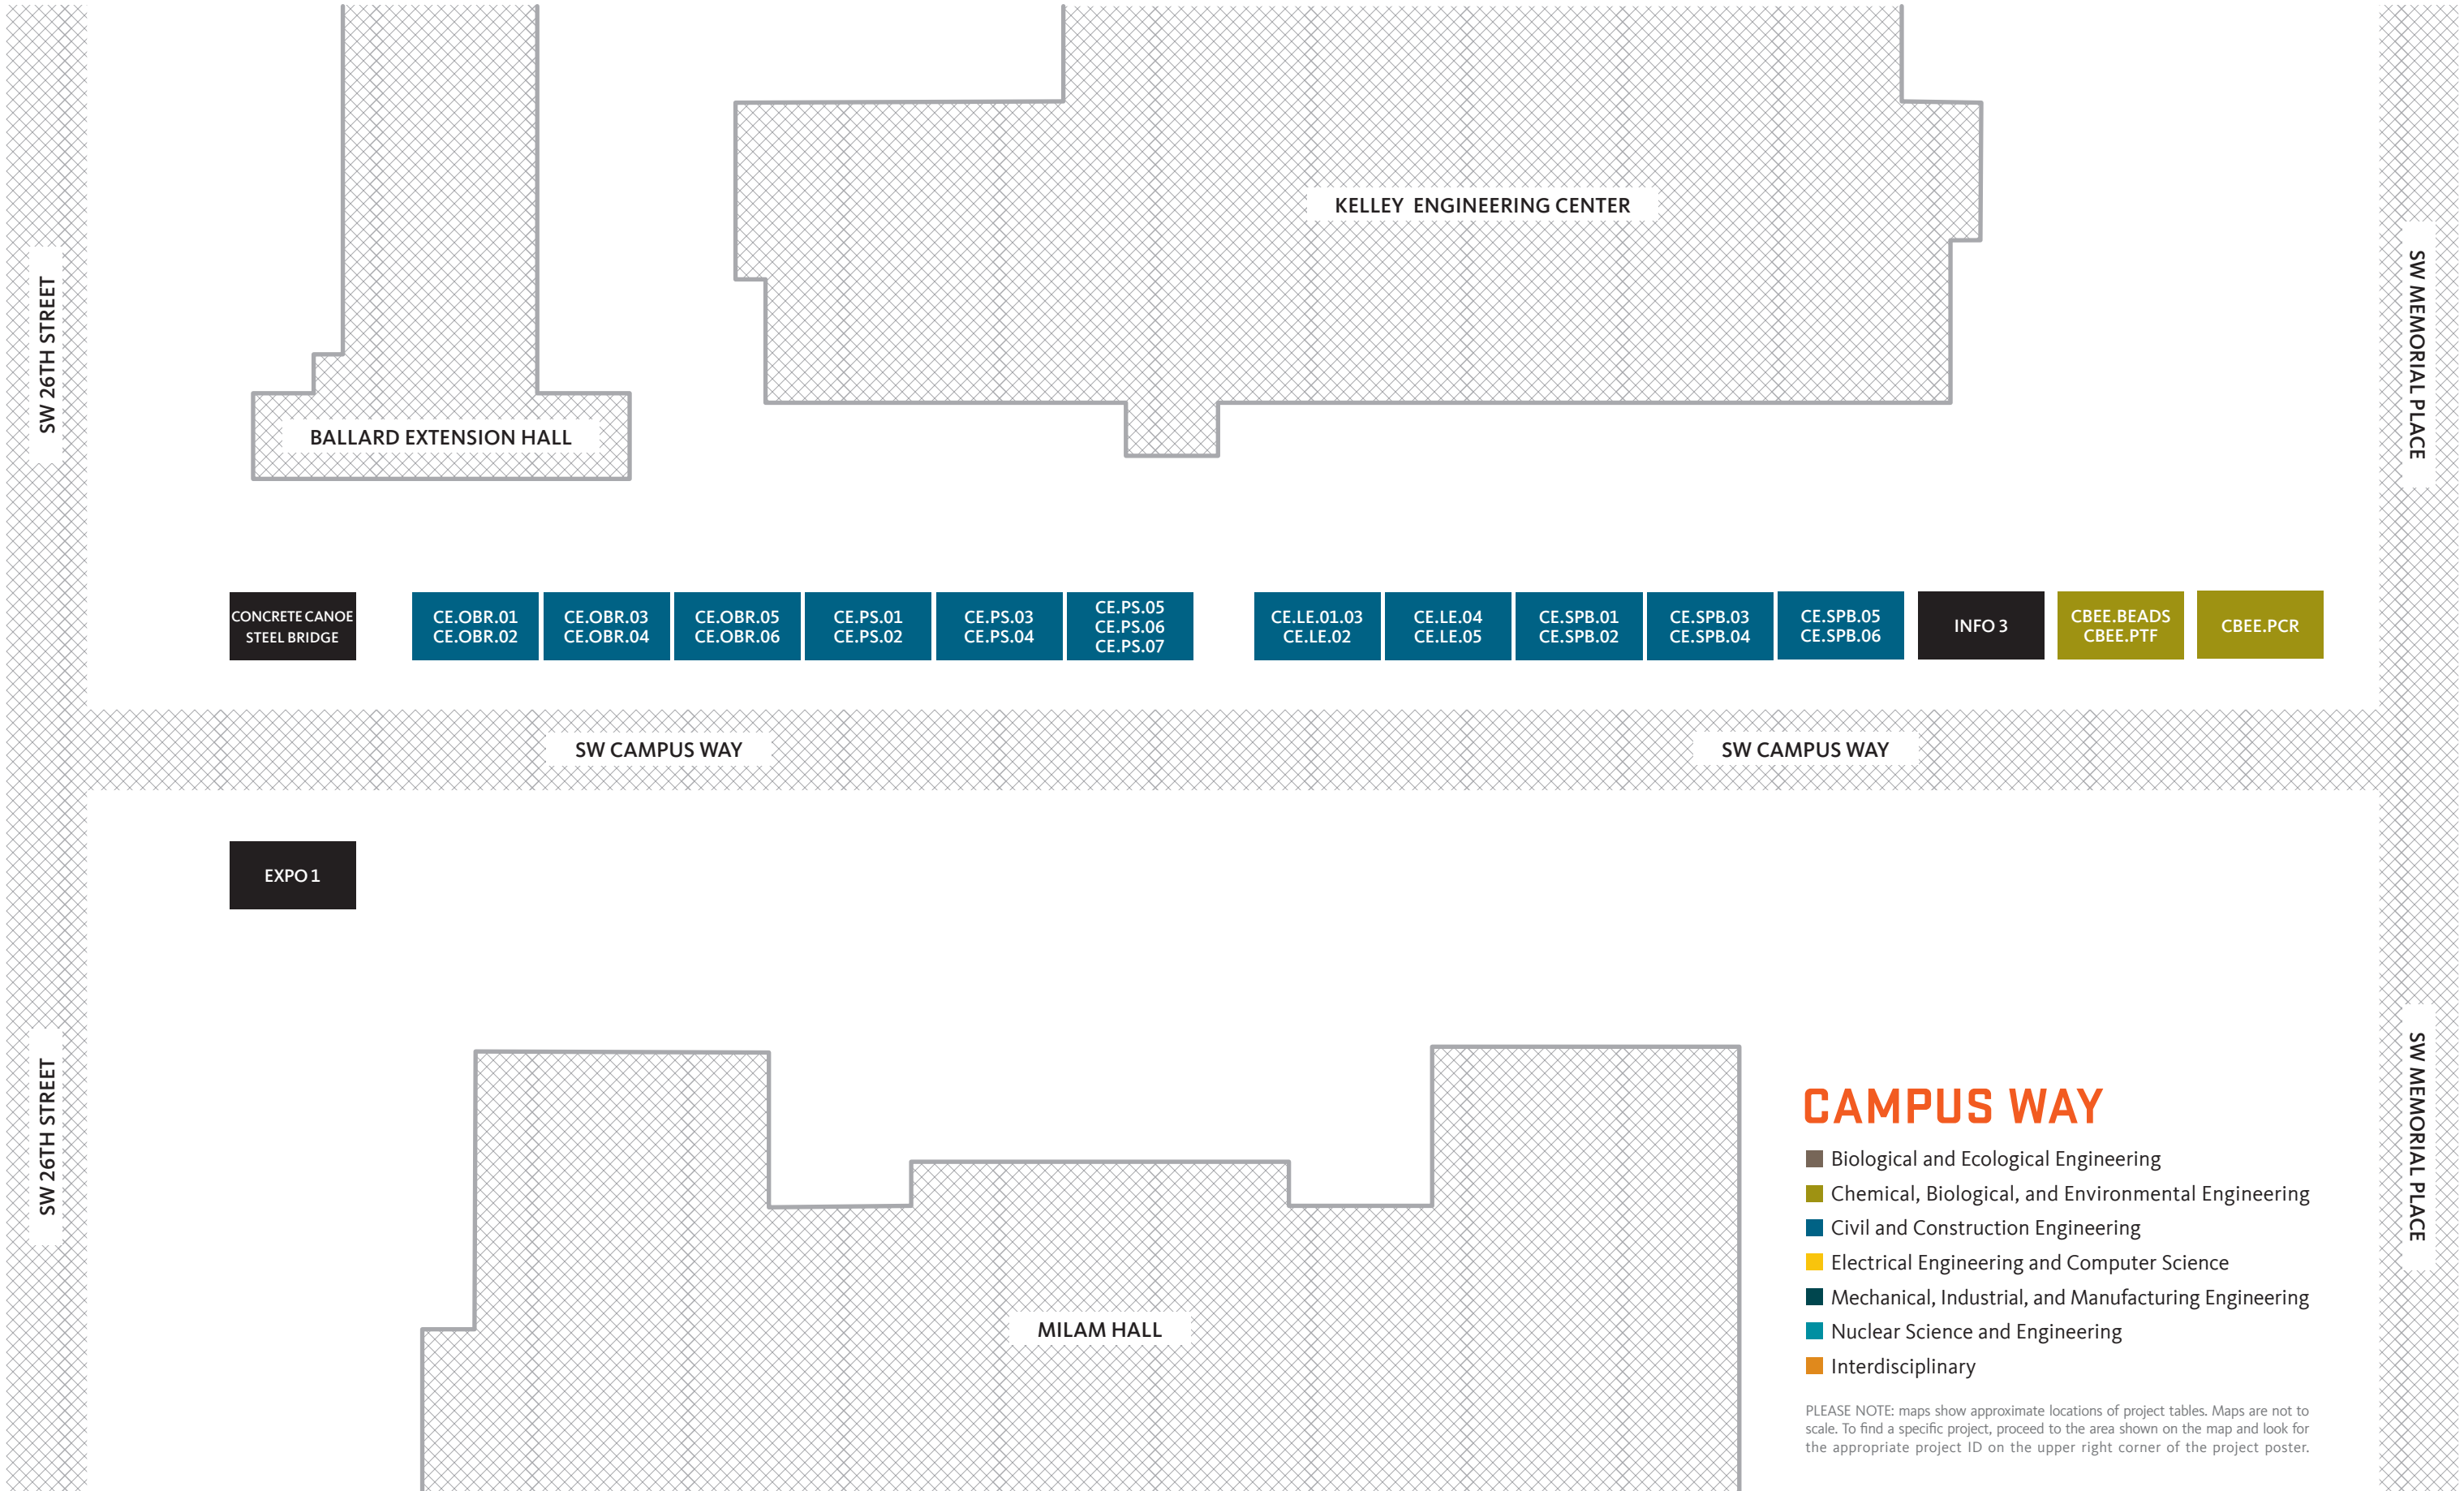 KELLEY ENGINEERING CENTER
SW 26TH STREET
SW MEMORIAL PLACE
BALLARD EXTENSION HALL
CONCRETE CANOE
STEEL BRIDGE
CE.OBR.01
CE.OBR.02
CE.OBR.03
CE.OBR.04
CE.OBR.05
CE.OBR.06
CE.PS.01
CE.PS.02
CE.PS.03
CE.PS.04
CE.PS.05
CE.PS.06
CE.PS.07
CE.LE.01.03
CE.LE.02
CE.LE.04
CE.LE.05
CE.SPB.01
CE.SPB.02
CE.SPB.03
CE.SPB.04
CE.SPB.05
CE.SPB.06
INFO 3
CBEE.BEADS
CBEE.PTF
CBEE.PCR
SW CAMPUS WAY
SW CAMPUS WAY
EXPO 1
SW 26TH STREET
SW MEMORIAL PLACE
MILAM HALL
CAMPUS WAY
Biological and Ecological Engineering
Chemical, Biological, and Environmental Engineering
Civil and Construction Engineering
Electrical Engineering and Computer Science
Mechanical, Industrial, and Manufacturing Engineering
Nuclear Science and Engineering
Interdisciplinary
PLEASE NOTE: maps show approximate locations of project tables. Maps are not to
scale. To find a specific project, proceed to the area shown on the map and look for
the appropriate project ID on the upper right corner of the project poster.